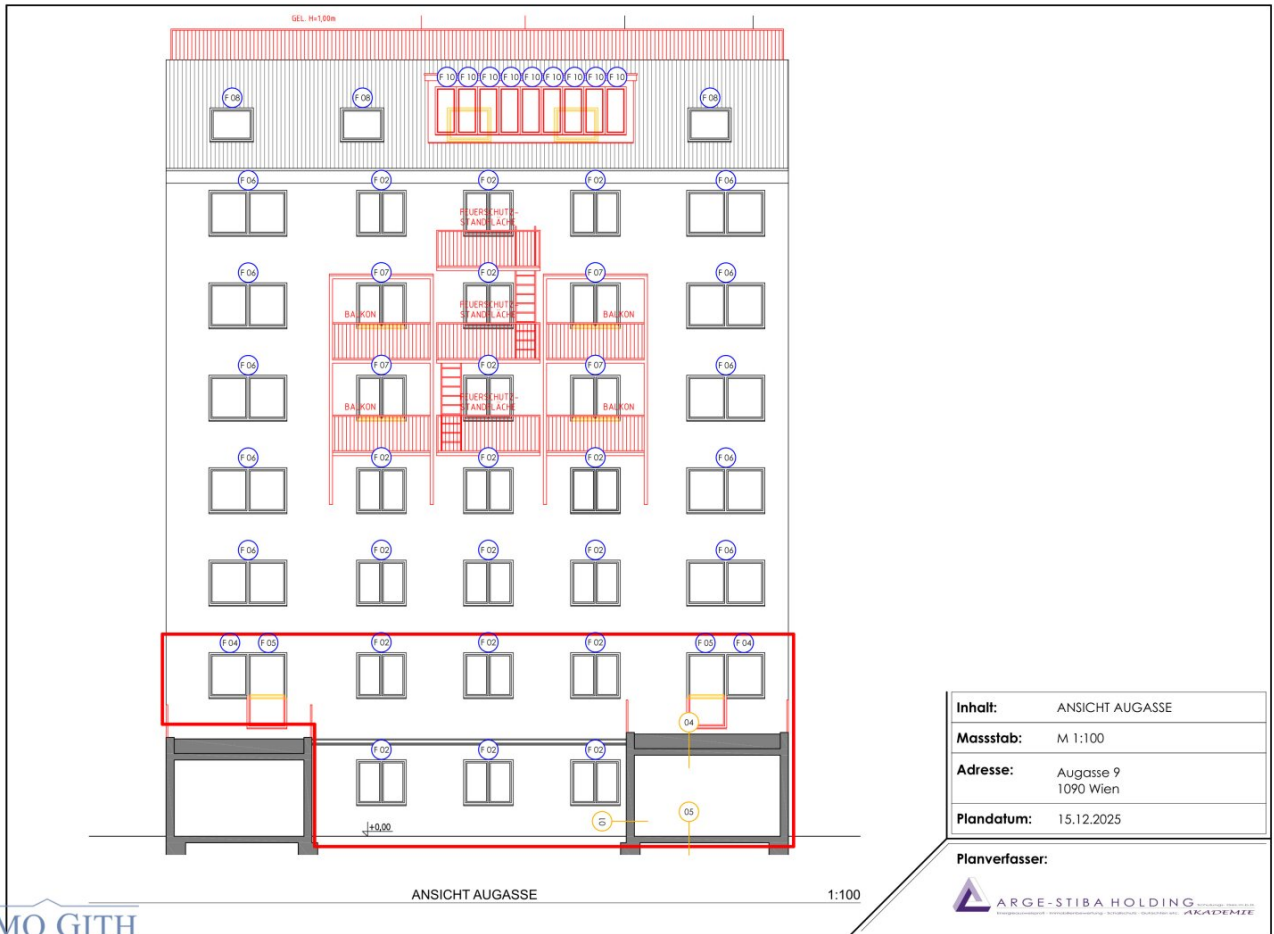 GEL. H=1,00m
F 10 F 10 F 10 F 10 F 10 F 10 F 10 F 10 F 10
F 08 F 08 F 08
F 06 F 02 F 02 F 02 F 06
FEUERSCHUTZ-
STANDFLÄCHE
F 06 F 07 F 02 F 07 F 06
FEUERSCHUTZ-
BALKON STANDFLÄCHE BALKON
F 06 F 07 F 02 F 07 F 06
FEUERSCHUTZ-
BALKON STANDFLÄCHE BALKON
F 06 F 02 F 02 F 02 F 06
F 06 F 02 F 02 F 02 F 06
F 04 F 05 F 02 F 02 F 02 F 05 F 04
04
F 02 F 02 F 02
05
01
+0,00
ANSICHT AUGASSE 1:100
Inhalt: ANSICHT AUGASSE
Massstab: M 1:100
Adresse: Augasse 9
1090 Wien
Plandatum: 15.12.2025
Planverfasser:
ARGE-STIBA HOLDING
AKADEMIE
MO GITH